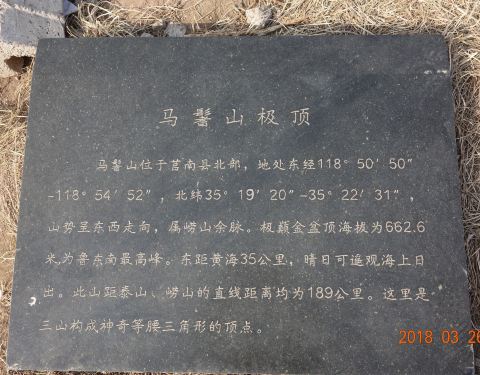 马鬐山极顶
马鬐山位于莒南县北部，地处东经118°50′50″
-118°54′52″，北纬35°19′20″-35°22′31″，
山势呈东西走向，属崂山余脉。极巅金盆顶海拔为662.6
米,为鲁东南最高峰。东距黄海35公里，晴日可遥观海上日
出。此山距泰山、崂山的直线距离均为189公里。这里是
三山构成神奇等腰三角形的顶点。
2018 03 26